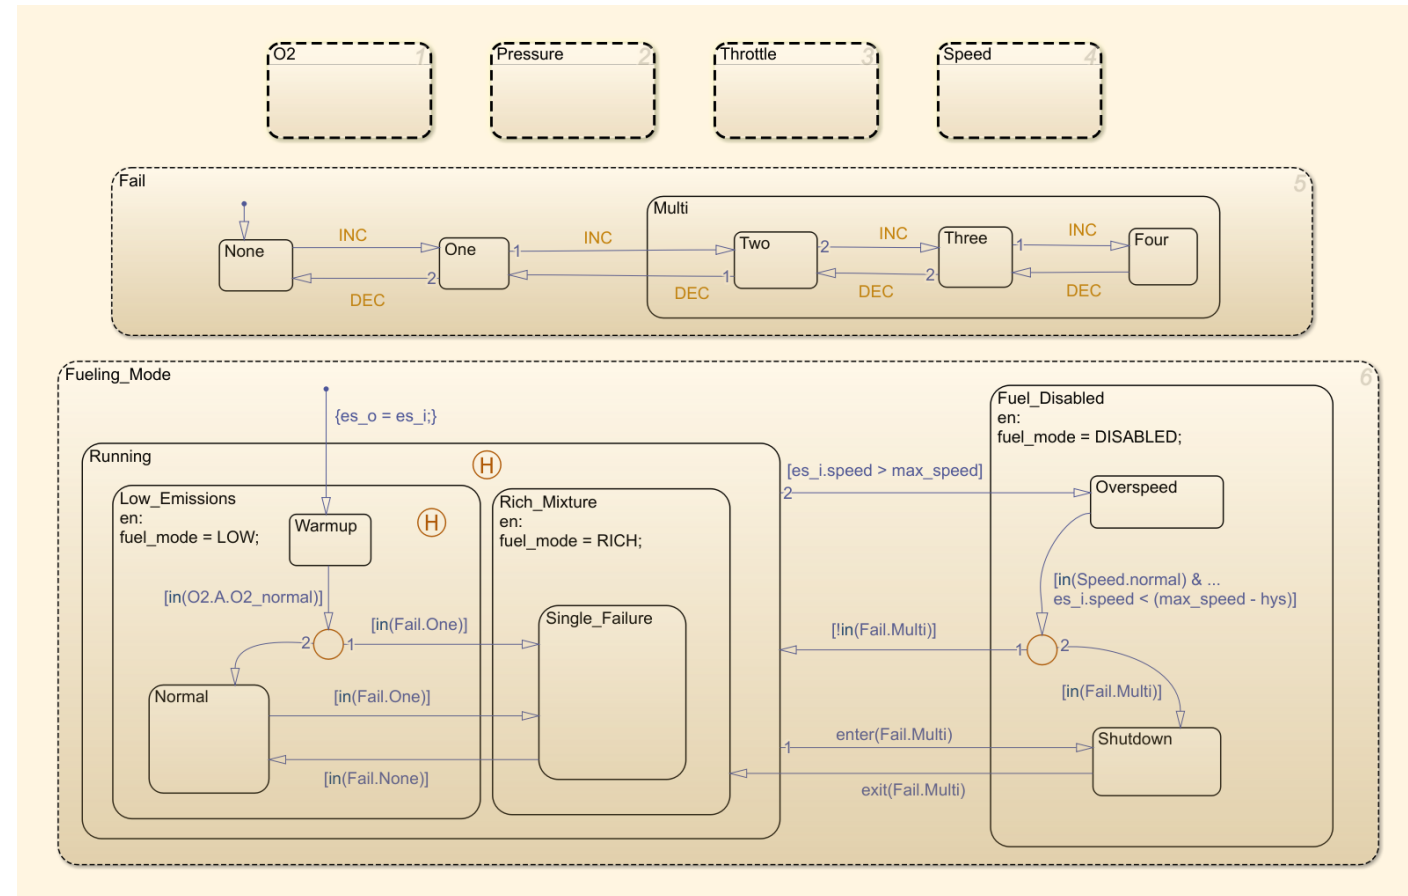 O2 1
Pressure 2
Throttle 3
Speed 4
Fail 5
Multi
None
INC
DEC
One
1
2
INC
DEC
Two
2
1
INC
DEC
Three
1
2
INC
DEC
Four
Fueling_Mode 6
{es_o = es_i;}
Running
H
Low_Emissions
en:
fuel_mode = LOW;
H
Warmup
[in(O2.A.O2_normal)]
2
1
[in(Fail.One)]
Normal
[in(Fail.One)]
[in(Fail.None)]
Rich_Mixture
en:
fuel_mode = RICH;
Single_Failure
[es_i.speed > max_speed]
2
[!in(Fail.Multi)]
enter(Fail.Multi)
1
exit(Fail.Multi)
Fuel_Disabled
en:
fuel_mode = DISABLED;
Overspeed
[in(Speed.normal) & ...
es_i.speed < (max_speed - hys)]
1
2
[in(Fail.Multi)]
Shutdown